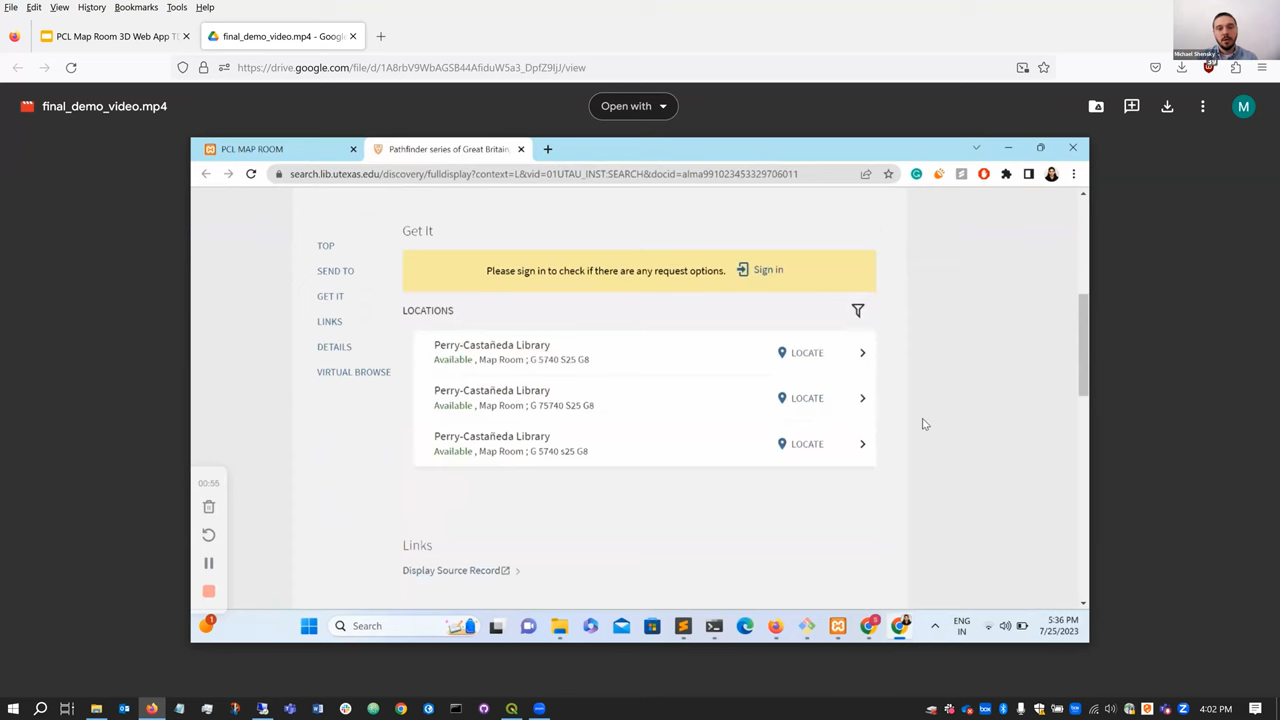 File Edit View History Bookmarks Tools Help
PCL Map Room 3D Web App TE
final_demo_video.mp4 - Google
https://drive.google.com/file/d/1A8rbV9WbAGSB44AfiduW5a3_DpfZ9ljJ/view
Michael Shensky
final_demo_video.mp4
Open with
M
PCL MAP ROOM
Pathfinder series of Great Britain,
search.lib.utexas.edu/discovery/fulldisplay?context=L&vid=01UTAU_INST:SEARCH&docid=alma991023453329706011
TOP
SEND TO
GET IT
LINKS
DETAILS
VIRTUAL BROWSE
Get It
Please sign in to check if there are any request options.
Sign in
LOCATIONS
Perry-Castañeda Library
Available , Map Room ; G 5740 S25 G8
LOCATE
Perry-Castañeda Library
Available , Map Room ; G 75740 S25 G8
LOCATE
Perry-Castañeda Library
Available , Map Room ; G 5740 s25 G8
LOCATE
Links
Display Source Record
00:55
Search
ENG
IN
5:36 PM
7/25/2023
4:02 PM